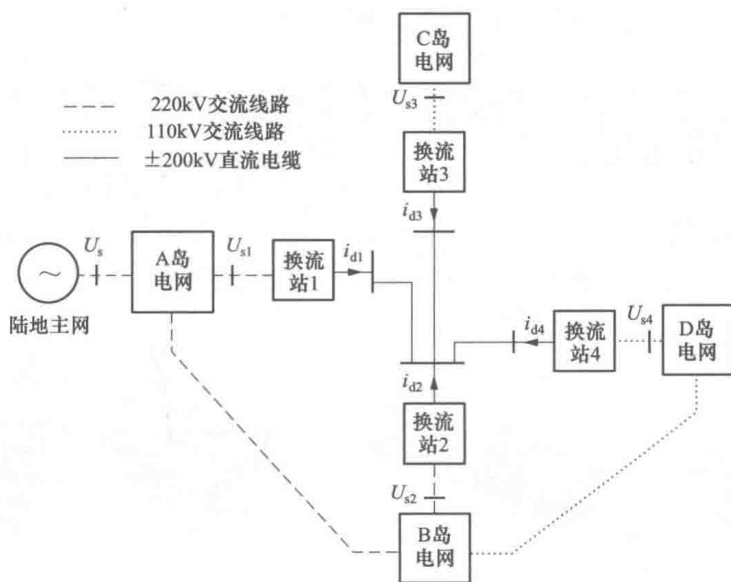 C岛
电网
U_s3
220kV交流线路
110kV交流线路
±200kV直流电缆
换流
站3
i_d3
U_s
A岛
电网
U_s1
换流
站1
i_d1
～
陆地主网
i_d4
换流
站4
U_s4
D岛
电网
i_d2
换流
站2
U_s2
B岛
电网